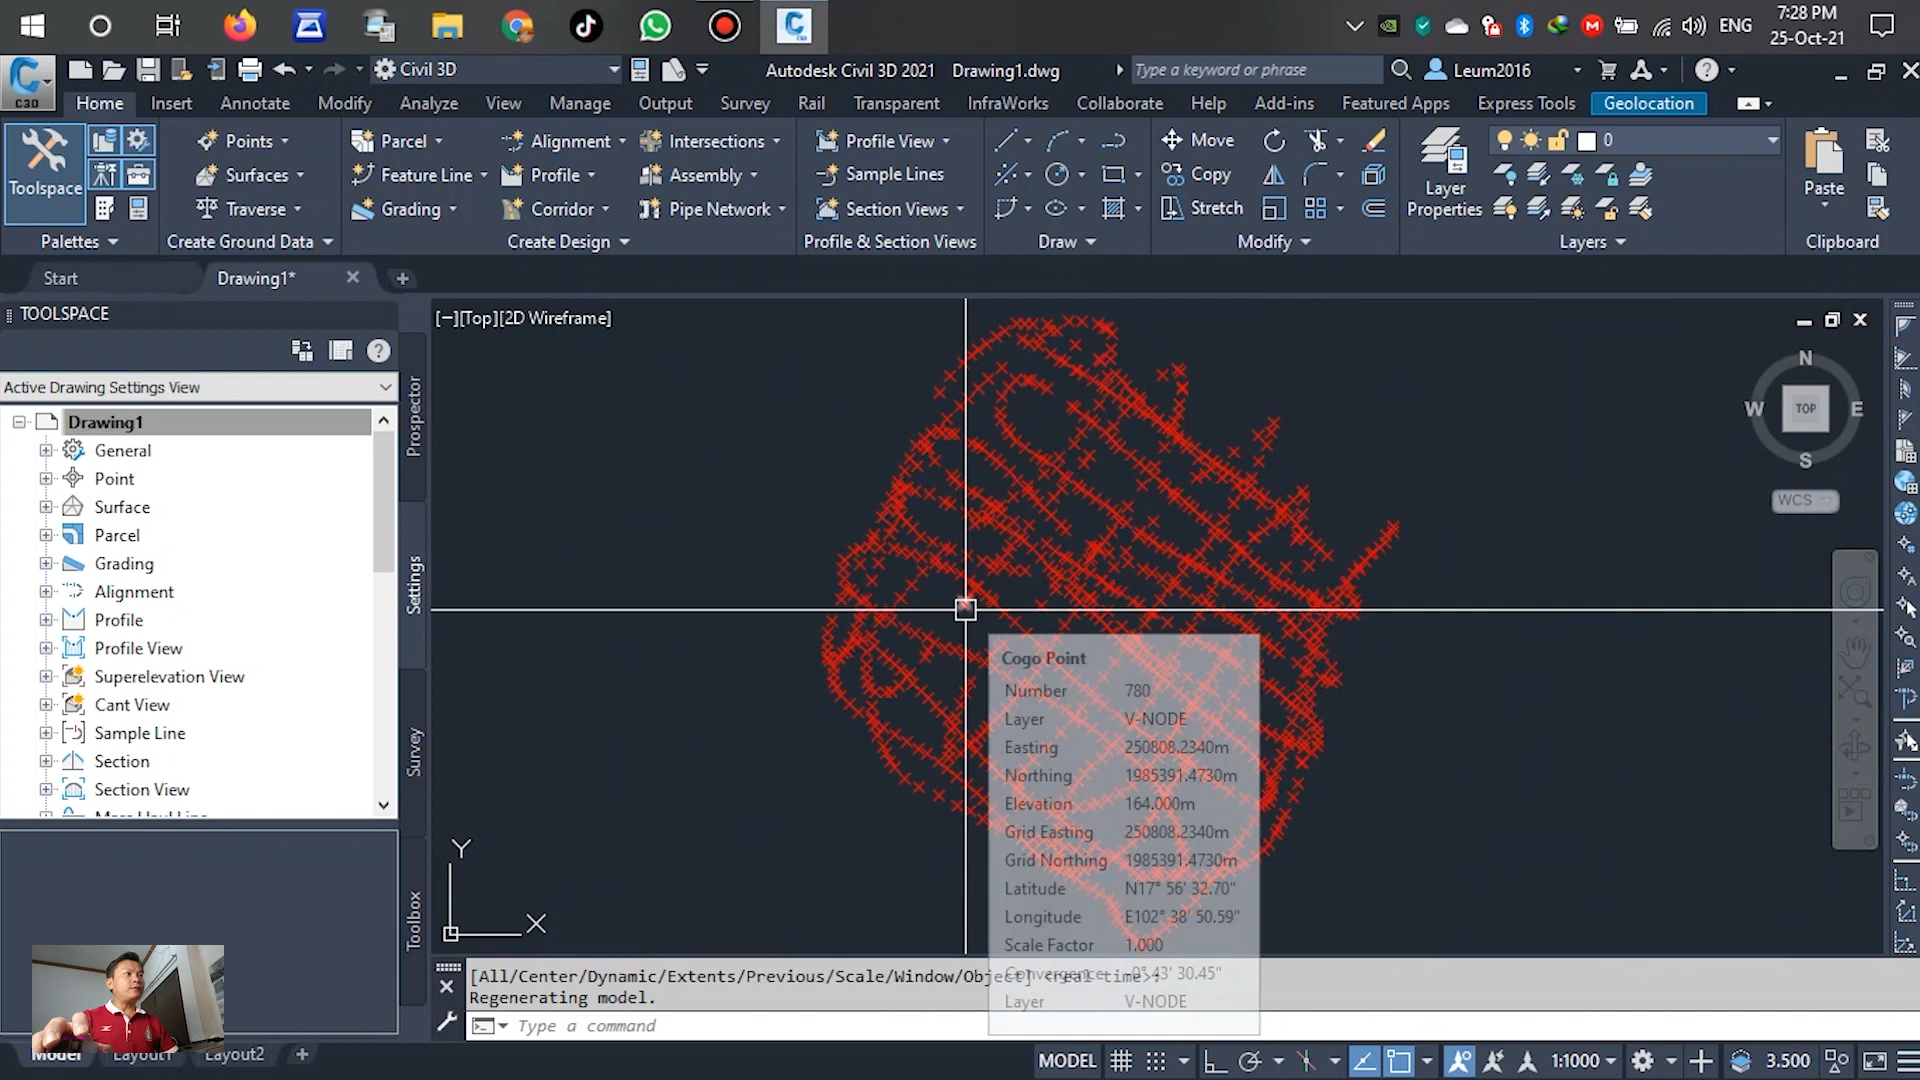 ENG
7:28 PM
25-Oct-21
C3D
Civil 3D
Autodesk Civil 3D 2021 Drawing1.dwg
Type a keyword or phrase
Leum2016
Home Insert Annotate Modify Analyze View Manage Output Survey Rail Transparent InfraWorks Collaborate Help Add-ins Featured Apps Express Tools Geolocation
Toolspace
Palettes
Points
Surfaces
Traverse
Create Ground Data
Parcel
Feature Line
Grading
Alignment
Profile
Corridor
Intersections
Assembly
Pipe Network
Create Design
Profile View
Sample Lines
Section Views
Profile & Section Views
Draw
Move
Copy
Stretch
Modify
Layer
Properties
0
Layers
Paste
Clipboard
Start
Drawing1*
TOOLSPACE
Active Drawing Settings View
Drawing1
General
Point
Surface
Parcel
Grading
Alignment
Profile
Profile View
Superelevation View
Cant View
Sample Line
Section
Section View
Prospector
Settings
Survey
Toolbox
[−][Top][2D Wireframe]
N
W TOP E
S
WCS
Cogo Point
Number 780
Layer V-NODE
Easting 250808.2340m
Northing 1985391.4730m
Elevation 164.000m
Grid Easting 250808.2340m
Grid Northing 1985391.4730m
Latitude N17° 56' 32.70"
Longitude E102° 38' 50.59"
Scale Factor 1.000
Convergence -0° 43' 30.45"
Layer V-NODE
Y
X
[All/Center/Dynamic/Extents/Previous/Scale/Window/Object] <real time>:
Regenerating model.
Type a command
Model Layout1 Layout2
MODEL 1:1000 3.500